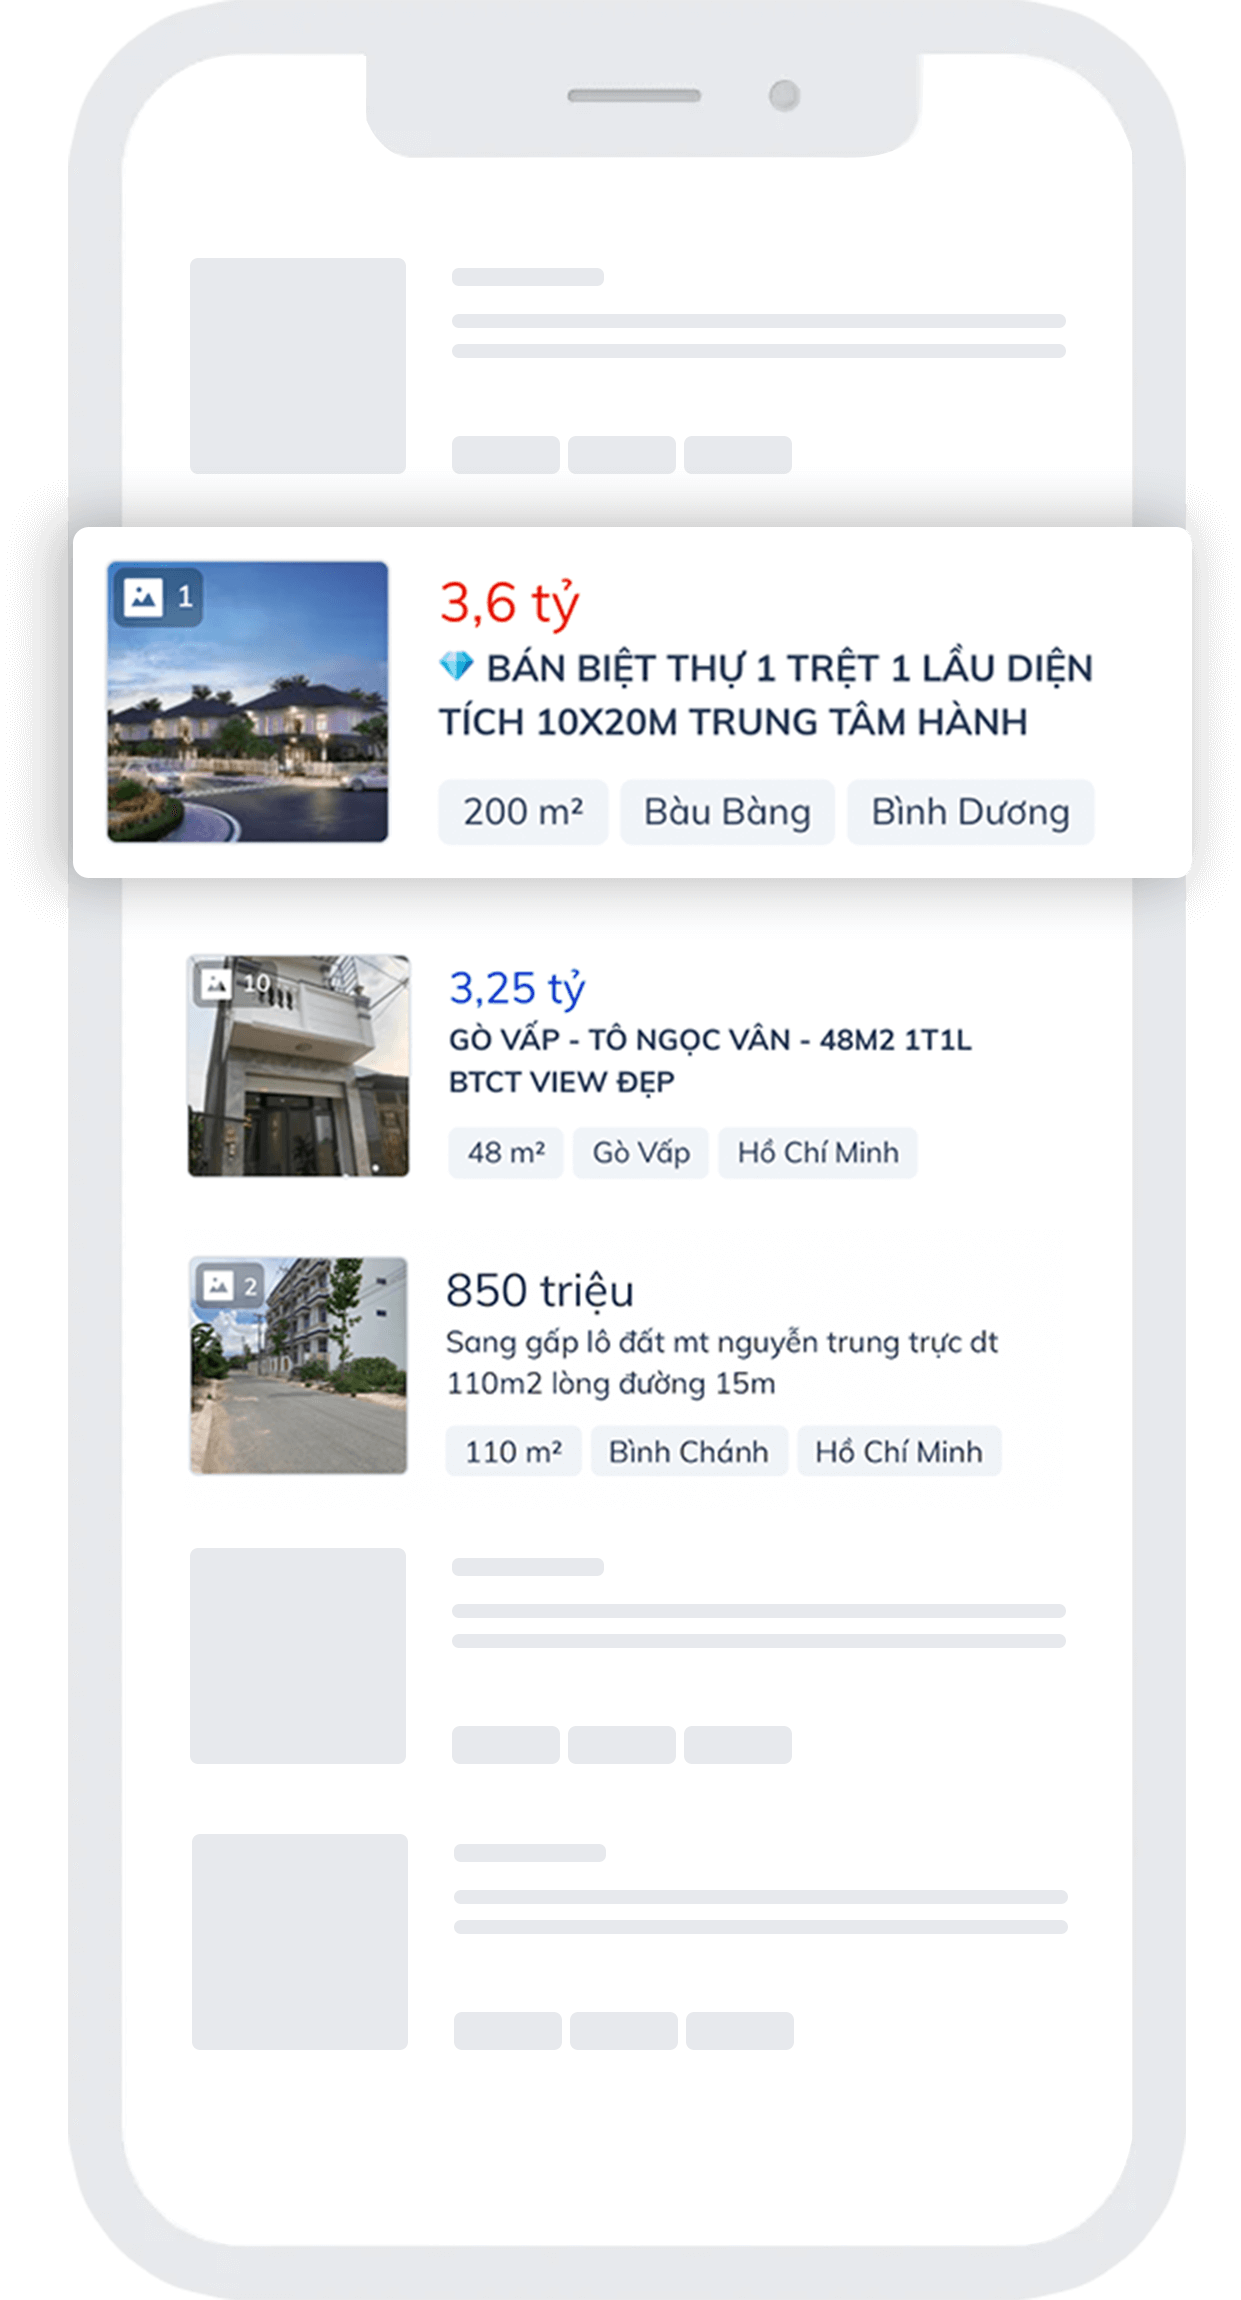 1
3,6 tỷ
💎 BÁN BIỆT THỰ 1 TRỆT 1 LẦU DIỆN
TÍCH 10X20M TRUNG TÂM HÀNH
200 m² Bàu Bàng Bình Dương
10
3,25 tỷ
GÒ VẤP - TÔ NGỌC VÂN - 48M2 1T1L
BTCT VIEW ĐẸP
48 m² Gò Vấp Hồ Chí Minh
2
850 triệu
Sang gấp lô đất mt nguyễn trung trực dt
110m2 lòng đường 15m
110 m² Bình Chánh Hồ Chí Minh